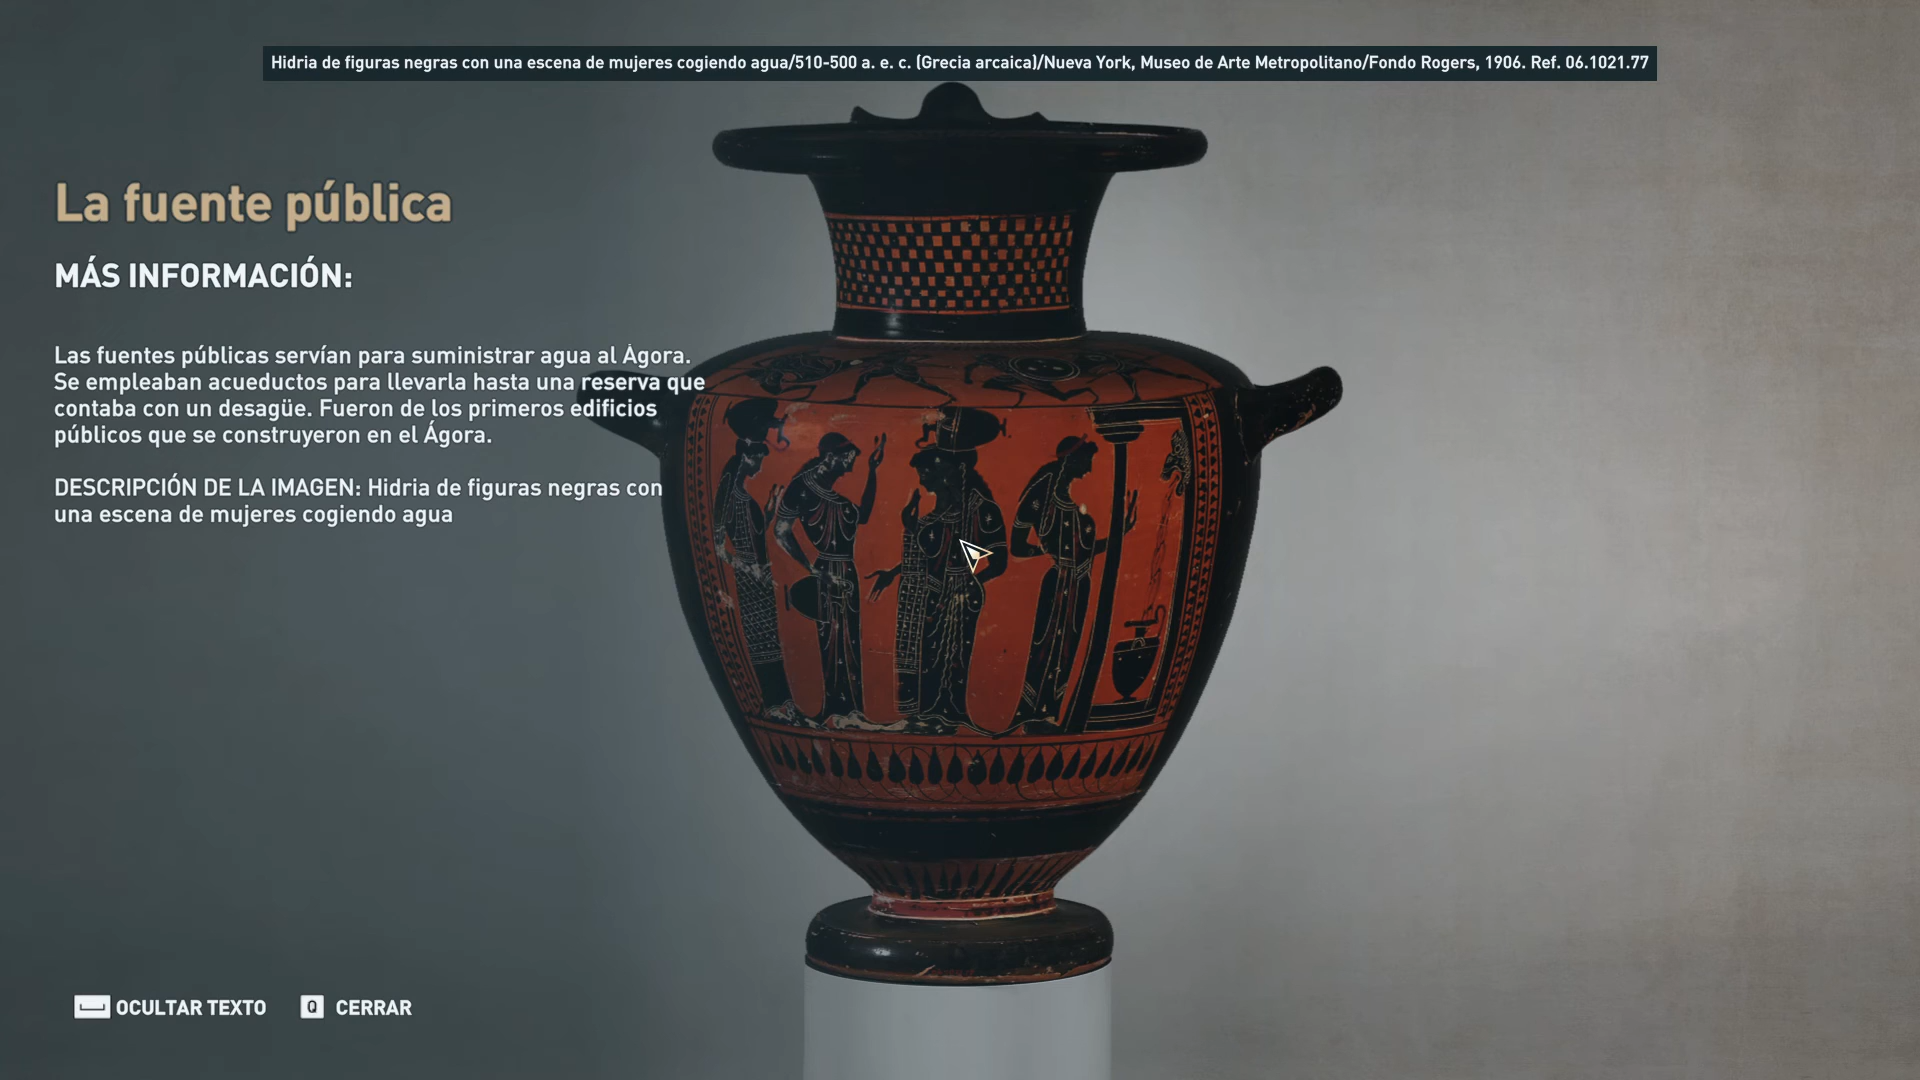 Hidria de figuras negras con una escena de mujeres cogiendo agua/510-500 a. e. c. (Grecia arcaica)/Nueva York, Museo de Arte Metropolitano/Fondo Rogers, 1906. Ref. 06.1021.77
La fuente pública
MÁS INFORMACIÓN:
Las fuentes públicas servían para suministrar agua al Ágora.
Se empleaban acueductos para llevarla hasta una reserva que
contaba con un desagüe. Fueron de los primeros edificios
públicos que se construyeron en el Ágora.
DESCRIPCIÓN DE LA IMAGEN: Hidria de figuras negras con
una escena de mujeres cogiendo agua
OCULTAR TEXTO Q CERRAR